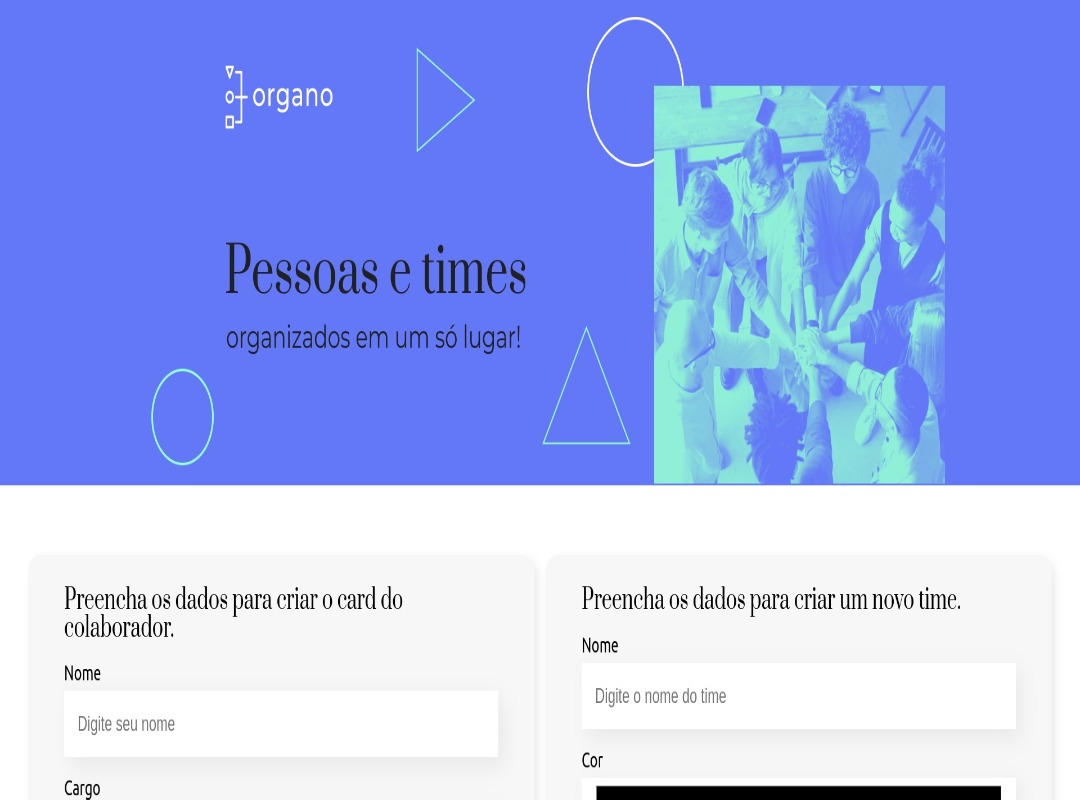 organo
Pessoas e times
organizados em um só lugar!
Preencha os dados para criar o card do
colaborador.
Nome
Digite seu nome
Cargo
Preencha os dados para criar um novo time.
Nome
Digite o nome do time
Cor